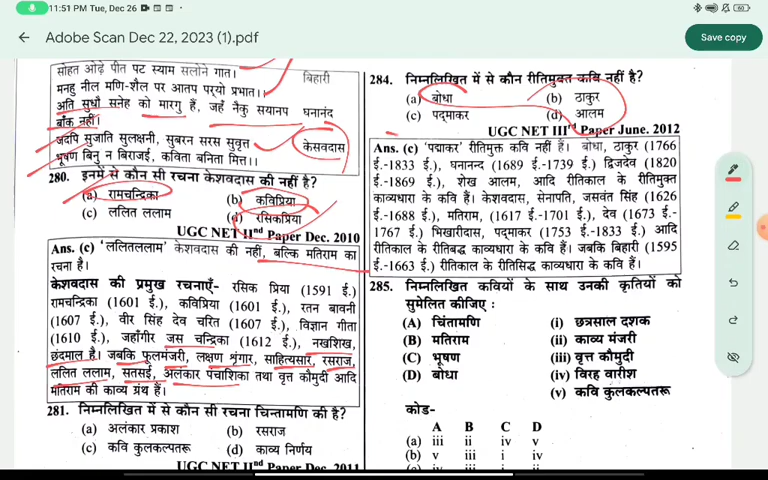 11:51 PM Tue, Dec 26
60
Adobe Scan Dec 22, 2023 (1).pdf
Save copy
सोहत ओढ़े पीत पट स्याम सलोने गात।
मनहु नील मणि-शैल पर आतप पर्‌यो प्रभात।।
बिहारी
अति सुधौ सनेह को मारगु हैं, जहँ नैकु सयानप
बाँक नहीं।
घनानंद
जदपि सुजाति सुलक्षनी, सुबरन सरस सुवृत्त
भूषण बिनु न बिराजई, कविता बनिता मित्त।।
केसवदास
280. इनमें से कौन सी रचना केशवदास की नहीं है?
(a) रामचन्द्रिका (b) कविप्रिया
(c) ललित ललाम (d) रसिकप्रिया
UGC NET IInd Paper Dec. 2010
Ans. (c) 'ललितललाम' केशवदास की नहीं, बल्कि मतिराम का
रचना है।
केशवदास की प्रमुख रचनाएँ- रसिक प्रिया (1591 ई.)
रामचन्द्रिका (1601 ई.), कविप्रिया (1601 ई.), रतन बावनी
(1607 ई.), वीर सिंह देव चरित (1607 ई.), विज्ञान गीता
(1610 ई.), जहाँगीर जस चन्द्रिका (1612 ई.), नखशिख,
छंदमाल है। जबकि फूलमंजरी, लक्षण श्रृंगार, साहित्यसार, रसराज,
ललित ललाम, सतसई, अलंकार पंचाशिका तथा वृत्त कौमुदी आदि
मतिराम की काव्य ग्रंथ हैं।
281. निम्नलिखित में से कौन सी रचना चिन्तामणि की है?
(a) अलंकार प्रकाश (b) रसराज
(c) कवि कुलकल्पतरू (d) काव्य निर्णय
UGC NET IInd Paper Dec. 2011
284. निम्नलिखित में से कौन रीतिमुक्त कवि नहीं है?
(a) बोधा (b) ठाकुर
(c) पद्माकर (d) आलम
UGC NET IIIrd Paper June. 2012
Ans. (c) 'पद्माकर' रीतिमुक्त कवि नहीं हैं। बोधा, ठाकुर (1766
ई.-1833 ई.), घनानन्द (1689 ई.-1739 ई.) द्विजदेव (1820
ई.-1869 ई.), शेख आलम, आदि रीतिकाल के रीतिमुक्त
काव्यधारा के कवि हैं। केशवदास, सेनापति, जसवंत सिंह (1626
ई.-1688 ई.), मतिराम, (1617 ई.-1701 ई.), देव (1673 ई.-
1767 ई.) भिखारीदास, पद्माकर (1753 ई.-1833 ई.) आदि
रीतिकाल के रीतिबद्ध काव्यधारा के कवि हैं। जबकि बिहारी (1595
ई.-1663 ई.) रीतिकाल के रीतिसिद्ध काव्यधारा के कवि हैं।
285. निम्नलिखित कवियों के साथ उनकी कृतियों को
सुमेलित कीजिए :
(A) चिंतामणि (i) छत्रसाल दशक
(B) मतिराम (ii) काव्य मंजरी
(C) भूषण (iii) वृत्त कौमुदी
(D) बोधा (iv) विरह वारीश
(v) कवि कुलकल्पतरू
कोड-
A B C D
(a) iii ii iv v
(b) v iii i iv